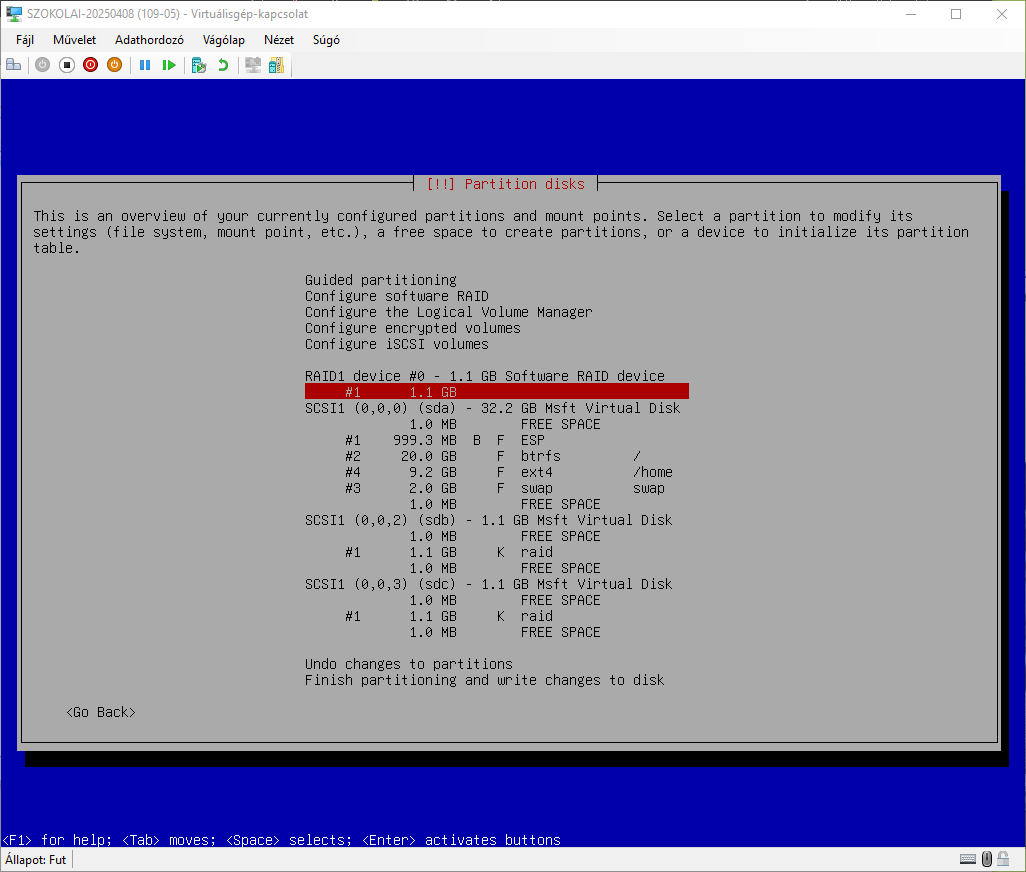 SZOKOLAI-20250408 (109-05) - Virtuálisgép-kapcsolat
Fájl Művelet Adathordozó Vágólap Nézet Súgó
[!!] Partition disks
This is an overview of your currently configured partitions and mount points. Select a partition to modify its
settings (file system, mount point, etc.), a free space to create partitions, or a device to initialize its partition
table.
Guided partitioning
Configure software RAID
Configure the Logical Volume Manager
Configure encrypted volumes
Configure iSCSI volumes
RAID1 device #0 - 1.1 GB Software RAID device
#1 1.1 GB
SCSI1 (0,0,0) (sda) - 32.2 GB Msft Virtual Disk
1.0 MB FREE SPACE
#1 999.3 MB B F ESP
#2 20.0 GB F btrfs /
#4 9.2 GB F ext4 /home
#3 2.0 GB F swap swap
1.0 MB FREE SPACE
SCSI1 (0,0,2) (sdb) - 1.1 GB Msft Virtual Disk
1.0 MB FREE SPACE
#1 1.1 GB K raid
1.0 MB FREE SPACE
SCSI1 (0,0,3) (sdc) - 1.1 GB Msft Virtual Disk
1.0 MB FREE SPACE
#1 1.1 GB K raid
1.0 MB FREE SPACE
Undo changes to partitions
Finish partitioning and write changes to disk
<Go Back>
<F1> for help; <Tab> moves; <Space> selects; <Enter> activates buttons
Állapot: Fut